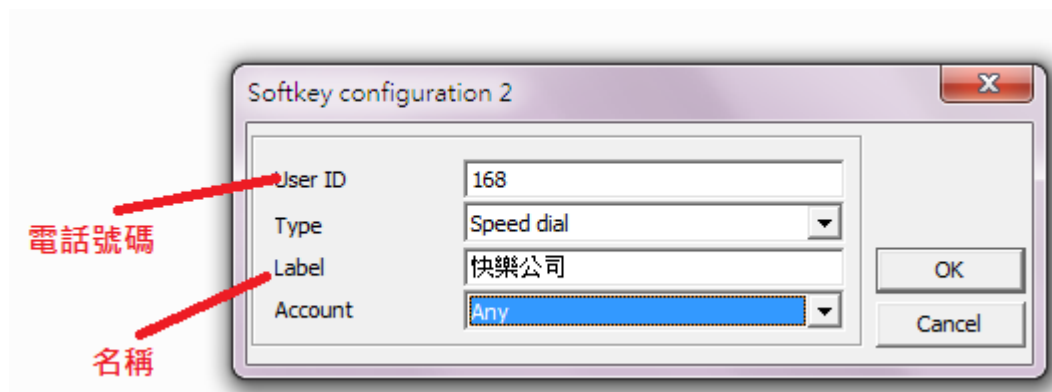 Softkey configuration 2
User ID 168
電話號碼
Type Speed dial
Label 快樂公司
OK
Account Any
Cancel
名稱